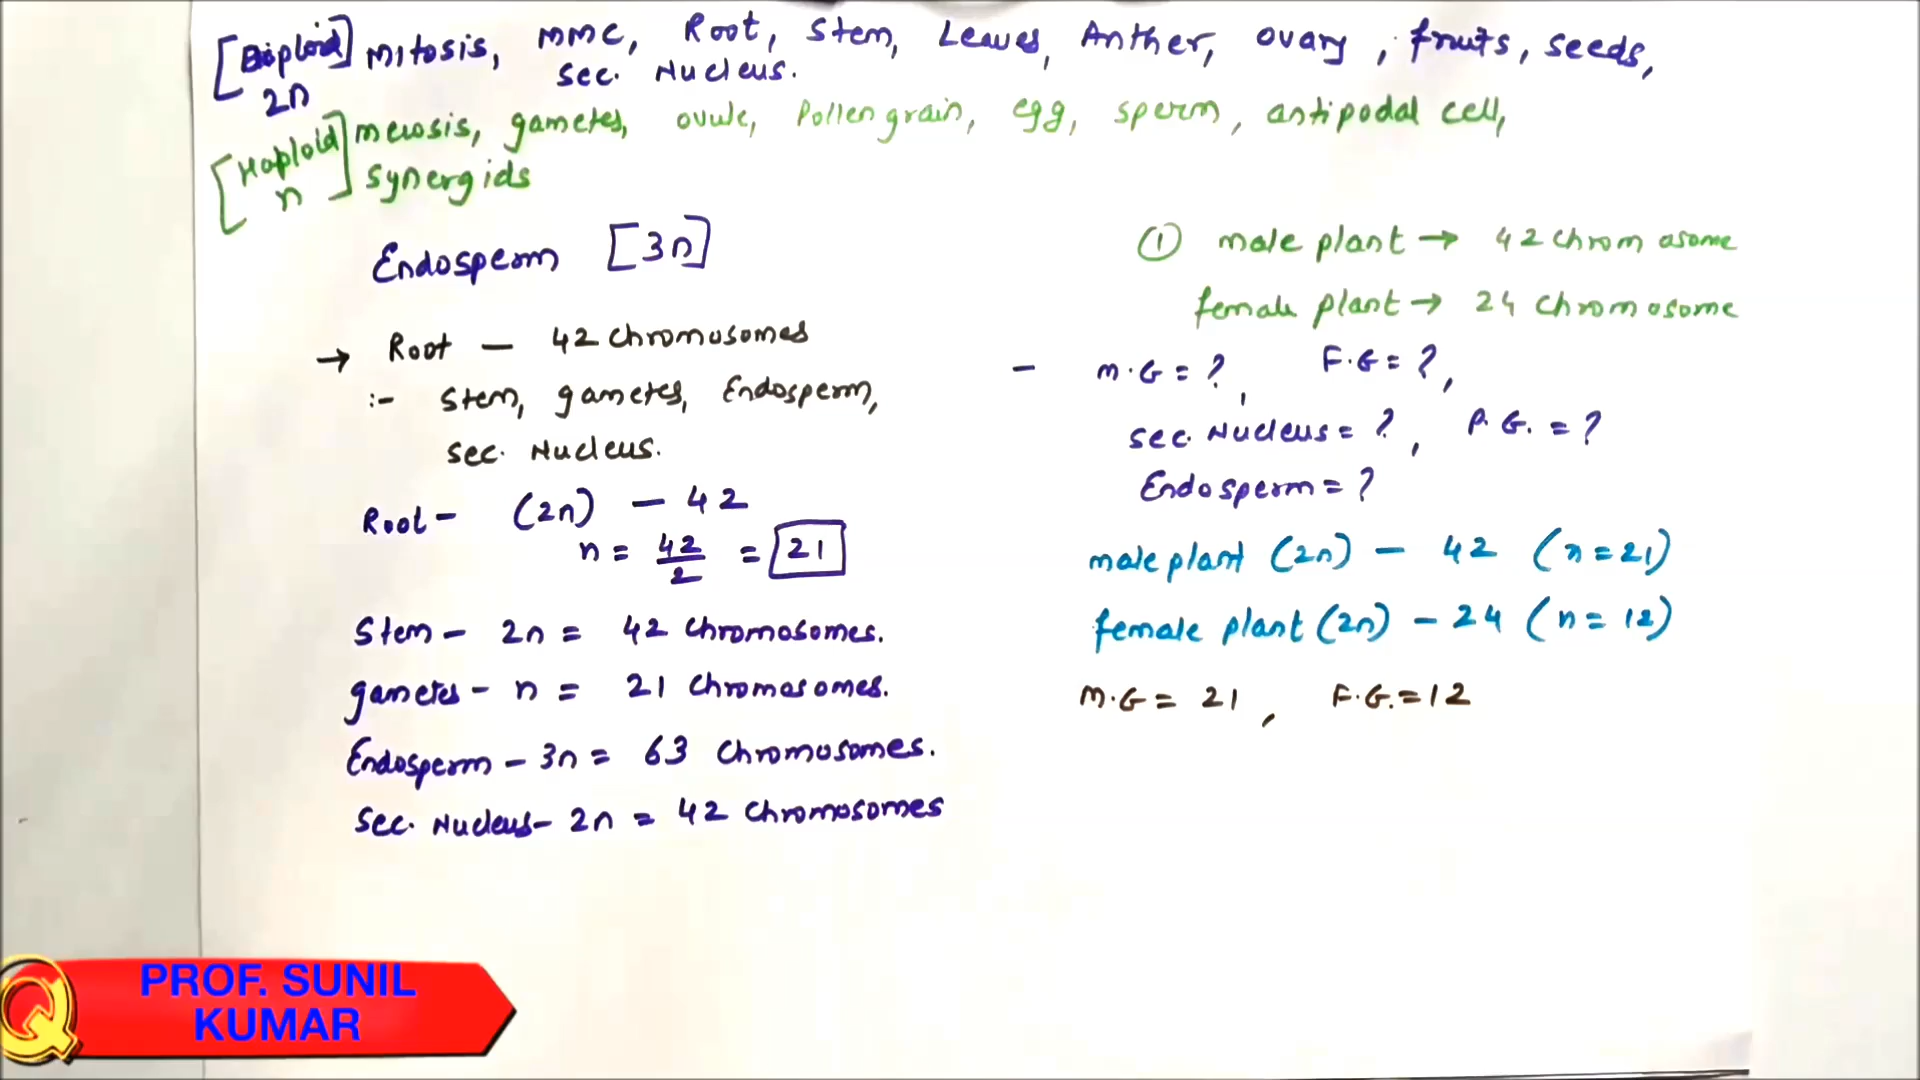 [Diploid] mitosis, MMC, Root, Stem, Leaves, Anther, ovary, fruits, seeds,
2n sec. Nucleus.
[Haploid] meiosis, gametes, ovule, Pollen grain, egg, sperm, antipodal cell,
n synergids
Endosperm [3n]
→ Root - 42 chromosomes
:- Stem, gametes, Endosperm,
sec. Nucleus.
Root - (2n) - 42
n = 42/2 = 21
Stem - 2n = 42 chromosomes.
gametes - n = 21 chromosomes.
Endosperm - 3n = 63 chromosomes.
Sec. Nucleus - 2n = 42 chromosomes
① male plant → 42 chromosome
female plant → 24 chromosome
- M.G = ?, F.G = ?,
sec. Nucleus = ?, P.G. = ?
Endosperm = ?
male plant (2n) - 42 (n = 21)
female plant (2n) - 24 (n = 12)
M.G = 21, F.G. = 12
PROF. SUNIL
KUMAR